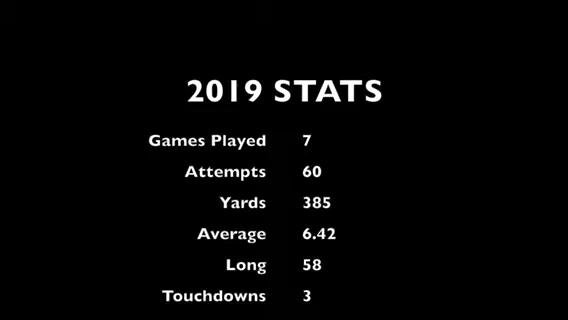 2019 STATS
Games Played 7
Attempts 60
Yards 385
Average 6.42
Long 58
Touchdowns 3